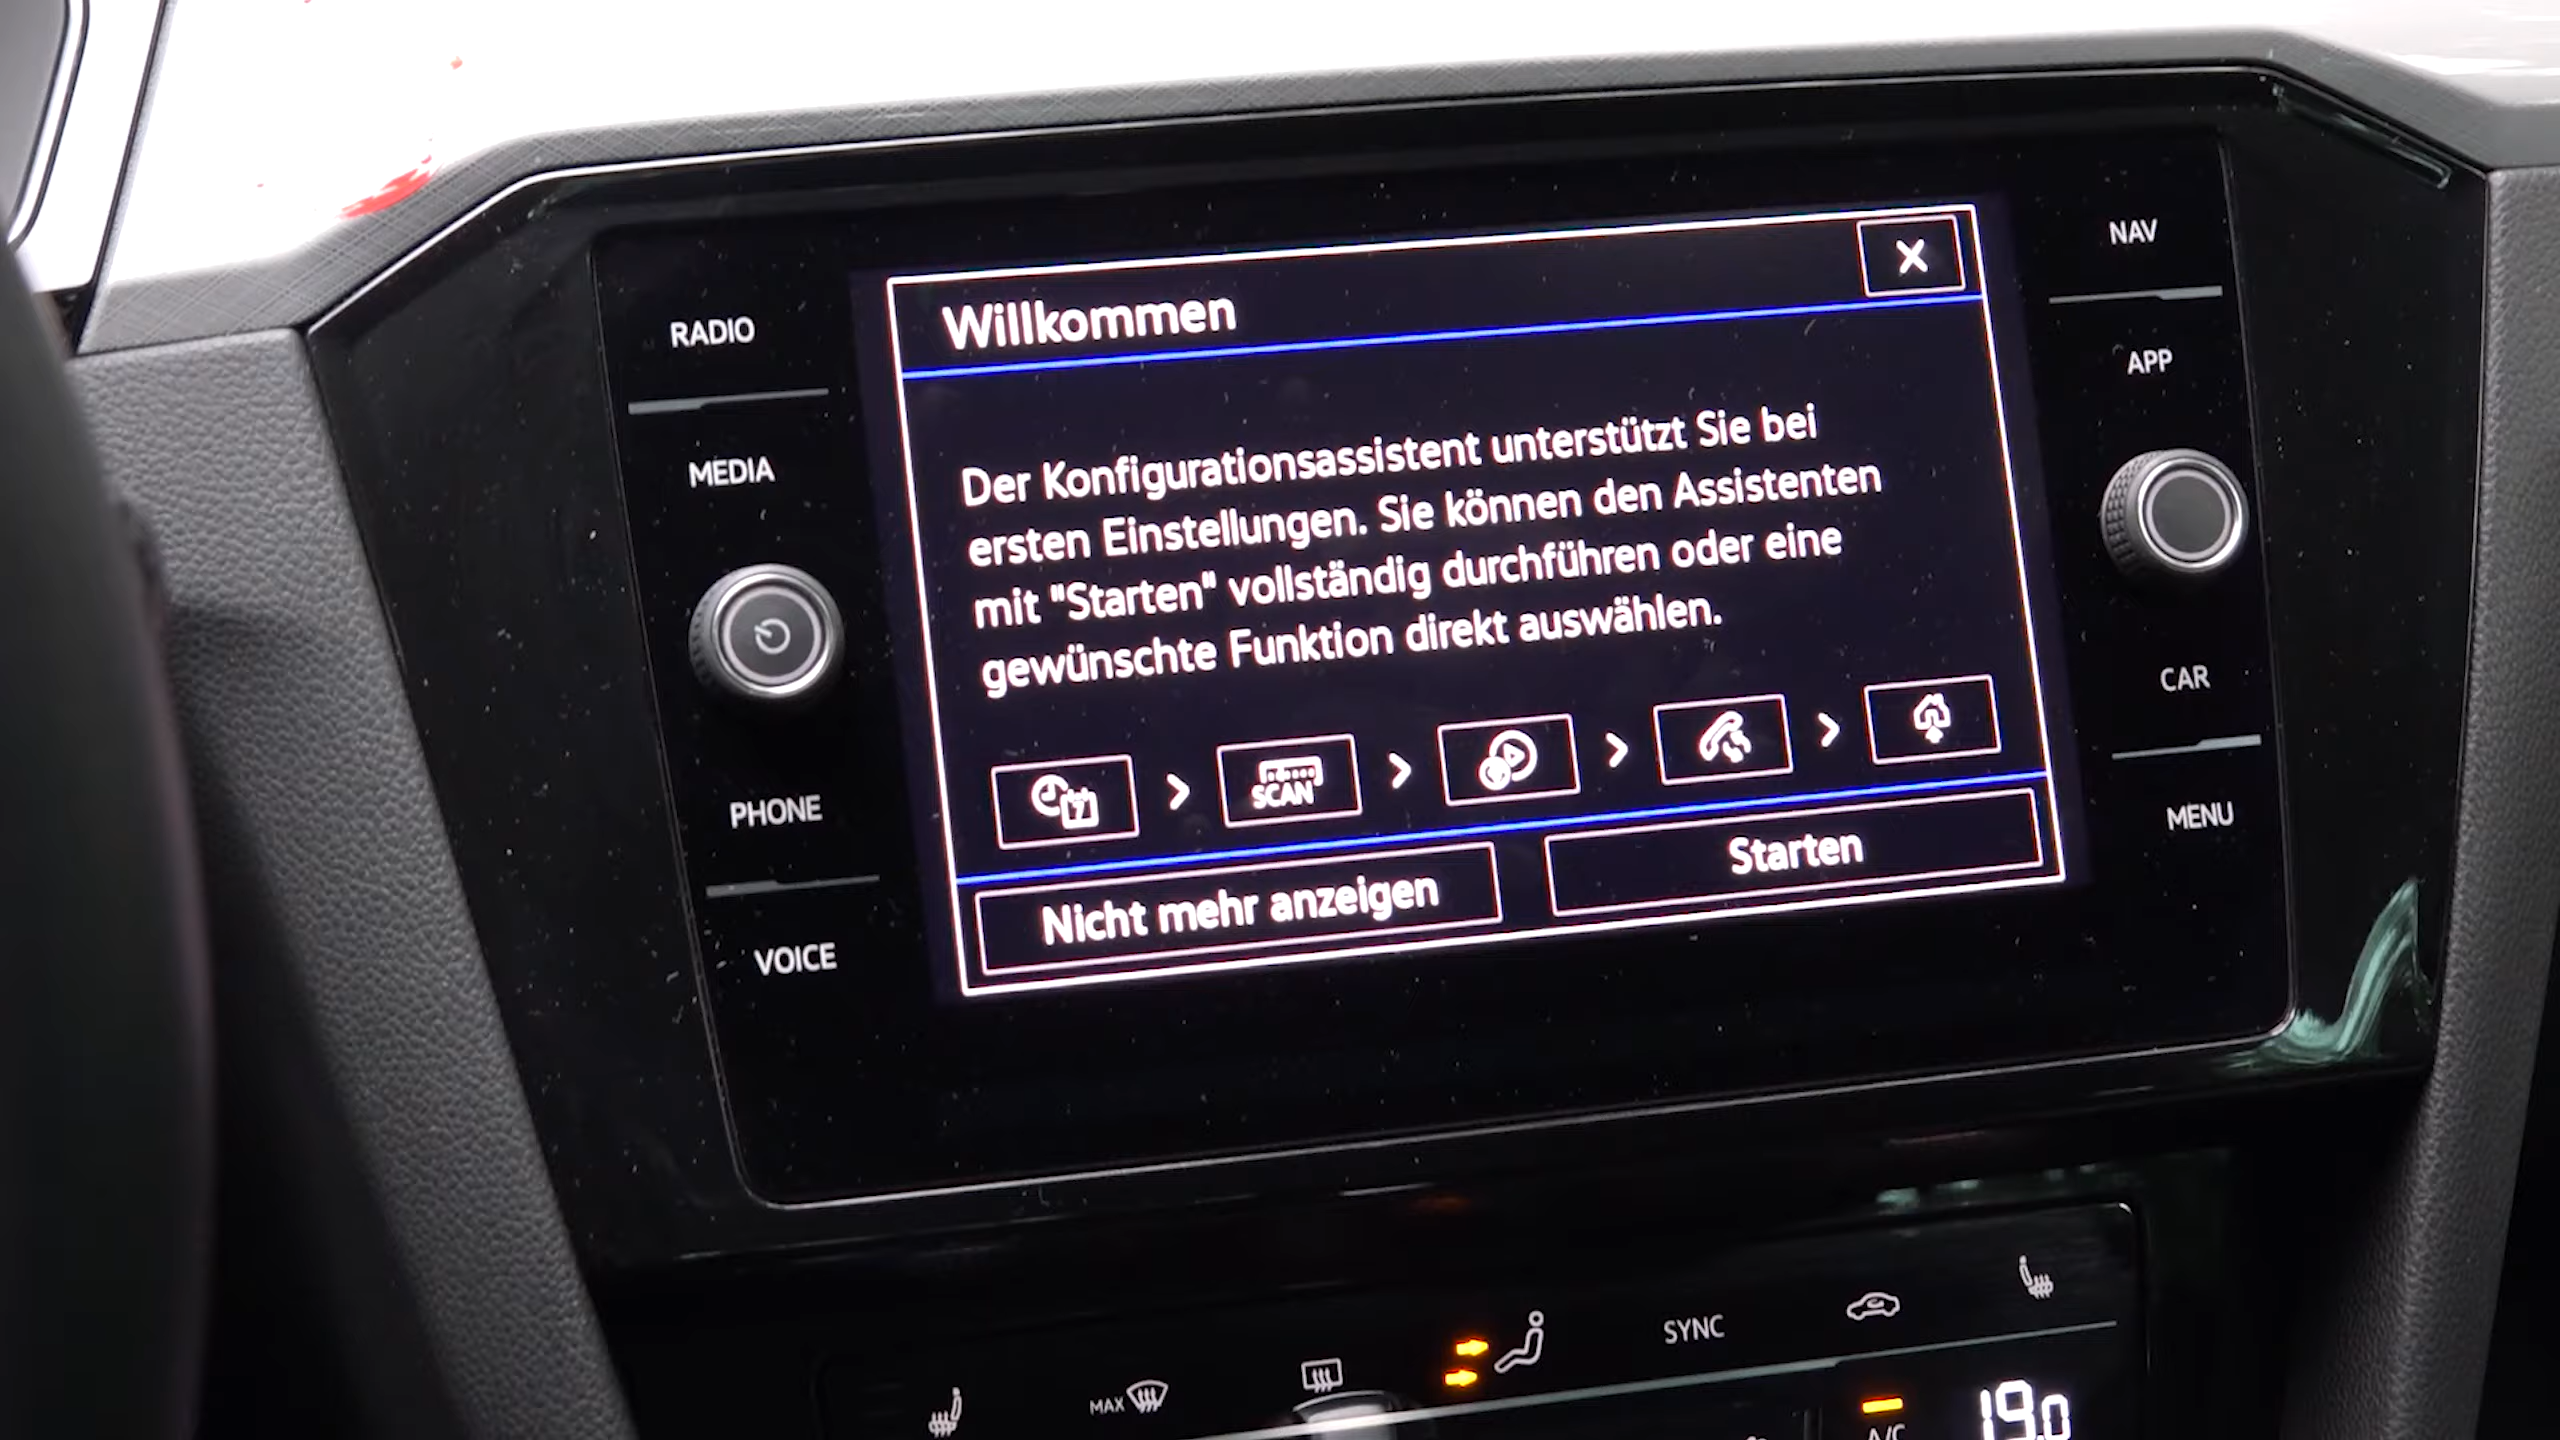 RADIO
MEDIA
PHONE
VOICE
Willkommen
Der Konfigurationsassistent unterstützt Sie bei
ersten Einstellungen. Sie können den Assistenten
mit "Starten" vollständig durchführen oder eine
gewünschte Funktion direkt auswählen.
7
SCAN
Nicht mehr anzeigen
Starten
NAV
APP
CAR
MENU
MAX
SYNC
A/C
19.0